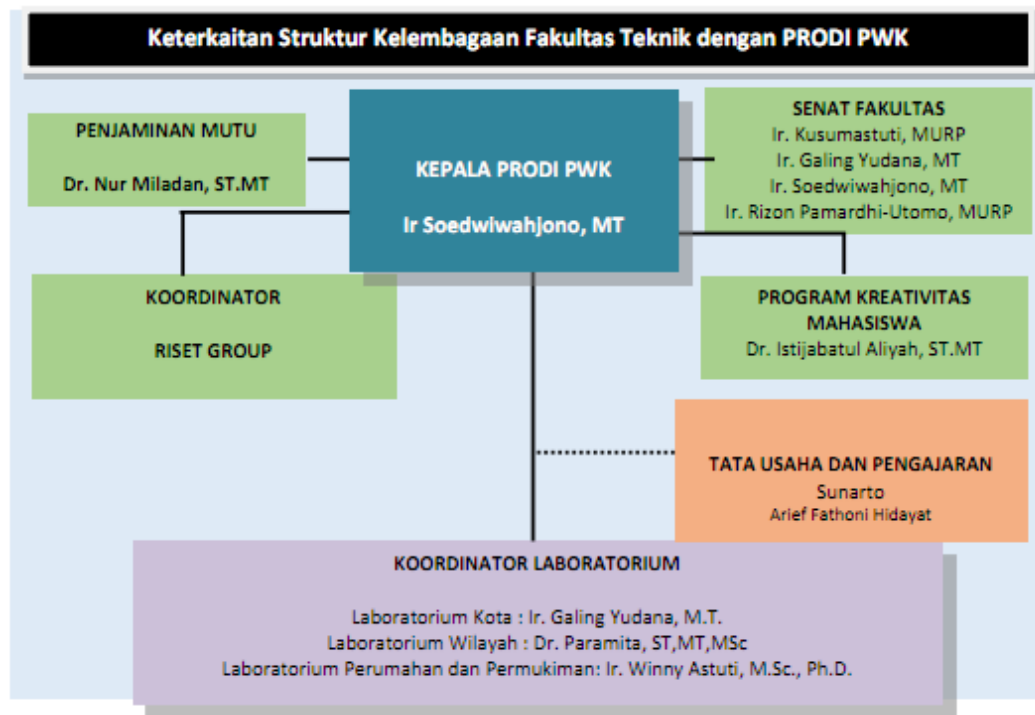 Keterkaitan Struktur Kelembagaan Fakultas Teknik dengan PRODI PWK
PENJAMINAN MUTU
Dr. Nur Miladan, ST.MT
KEPALA PRODI PWK
Ir Soedwiwahjono, MT
SENAT FAKULTAS
Ir. Kusumastuti, MURP
Ir. Galing Yudana, MT
Ir. Soedwiwahjono, MT
Ir. Rizon Pamardhi-Utomo, MURP
KOORDINATOR
RISET GROUP
PROGRAM KREATIVITAS
MAHASISWA
Dr. Istijabatul Aliyah, ST.MT
TATA USAHA DAN PENGAJARAN
Sunarto
Arief Fathoni Hidayat
KOORDINATOR LABORATORIUM
Laboratorium Kota : Ir. Galing Yudana, M.T.
Laboratorium Wilayah : Dr. Paramita, ST,MT,MSc
Laboratorium Perumahan dan Permukiman: Ir. Winny Astuti, M.Sc., Ph.D.